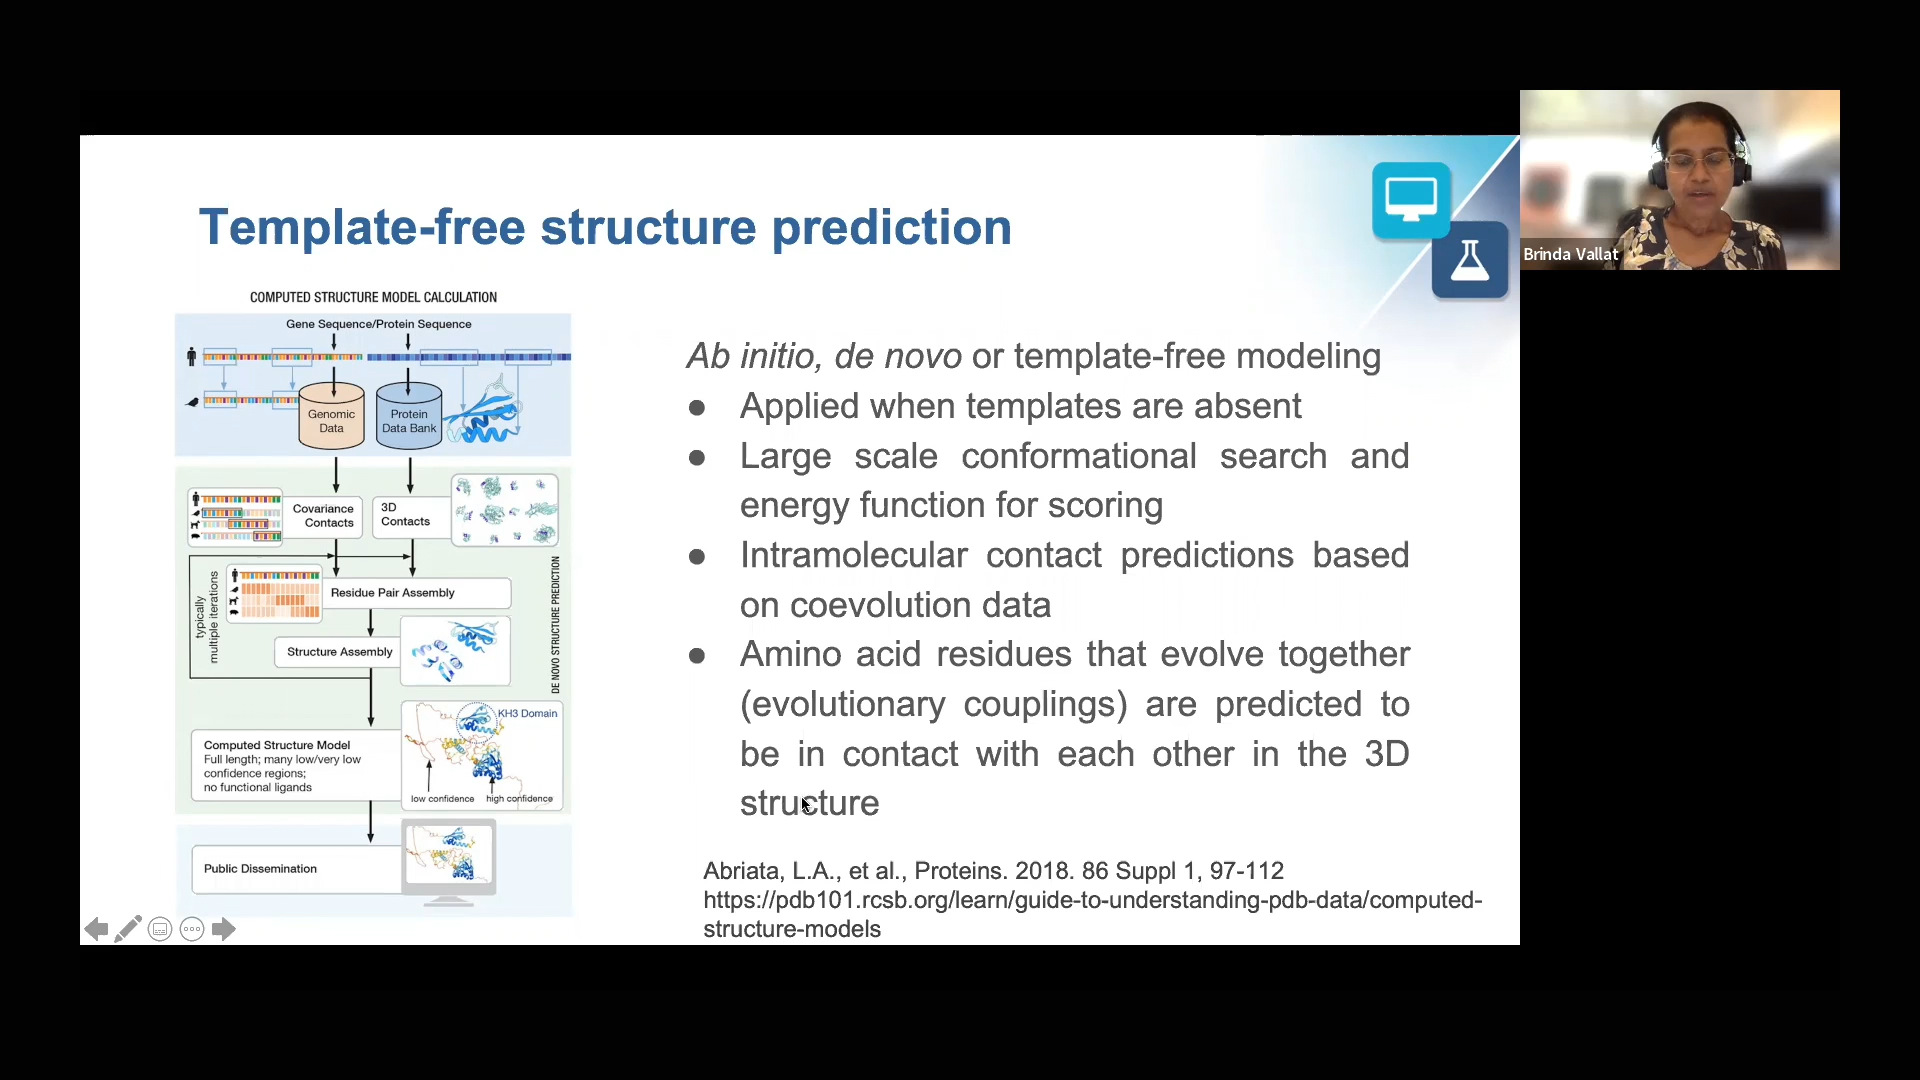 Template-free structure prediction
Brinda Vallat
COMPUTED STRUCTURE MODEL CALCULATION
Gene Sequence/Protein Sequence
Genomic
Data
Protein
Data Bank
Covariance
Contacts
3D
Contacts
typically
multiple iterations
Residue Pair Assembly
Structure Assembly
DE NOVO STRUCTURE PREDICTION
KH3 Domain
Computed Structure Model
Full length; many low/very low
confidence regions;
no functional ligands
low confidence
high confidence
Public Dissemination
Ab initio, de novo or template-free modeling
● Applied when templates are absent
● Large scale conformational search and
energy function for scoring
● Intramolecular contact predictions based
on coevolution data
● Amino acid residues that evolve together
(evolutionary couplings) are predicted to
be in contact with each other in the 3D
structure
Abriata, L.A., et al., Proteins. 2018. 86 Suppl 1, 97-112
https://pdb101.rcsb.org/learn/guide-to-understanding-pdb-data/computed-
structure-models